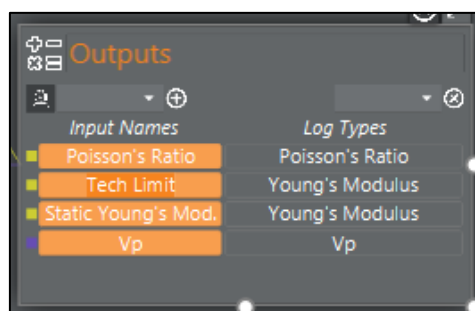 Outputs
Input Names Log Types
Poisson's Ratio Poisson's Ratio
Tech Limit Young's Modulus
Static Young's Mod. Young's Modulus
Vp Vp